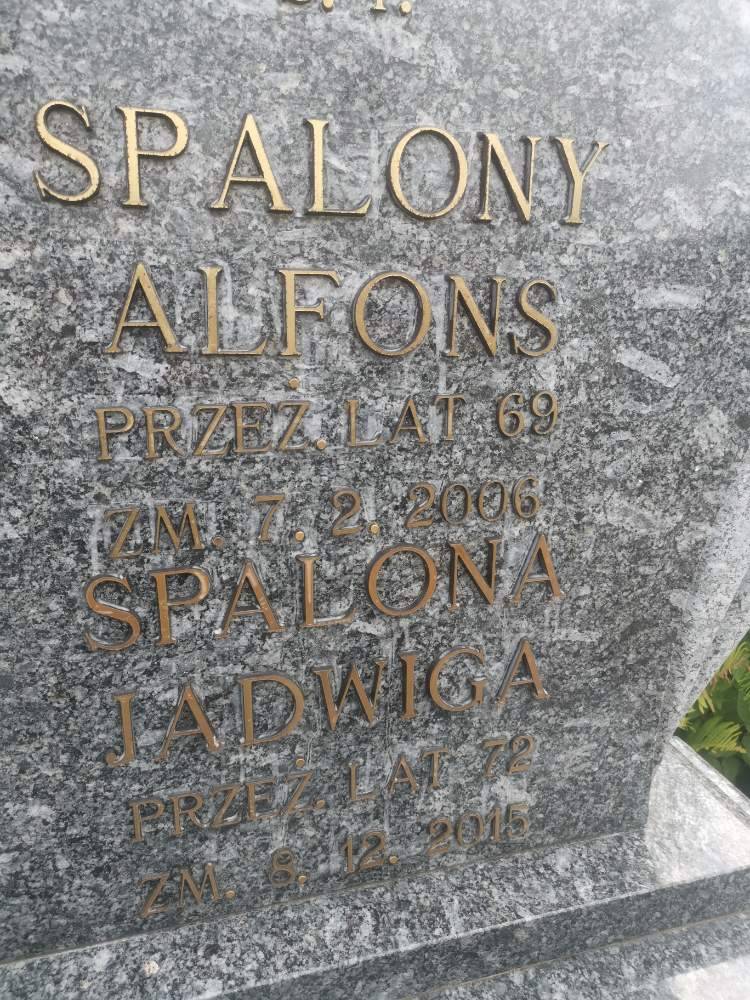 SPALONY
ALFONS
PRZEŻ. LAT 69
ZM. 7. 2. 2006
SPALONA
JADWIGA
PRZEŻ. LAT 72
ZM. 8. 12. 2015